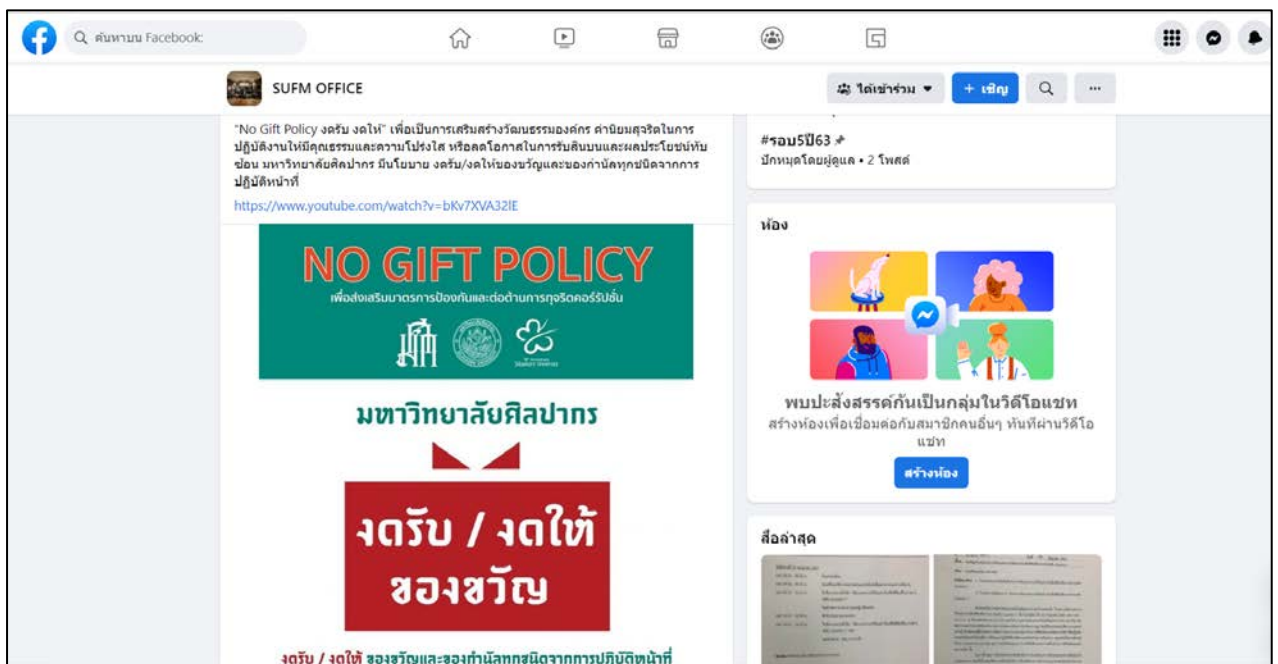 ค้นหาบน Facebook
SUFM OFFICE
ได้เข้าร่วม
+ เชิญ
"No Gift Policy งดรับ งดให้" เพื่อเป็นการเสริมสร้างวัฒนธรรมองค์กร ค่านิยมสุจริตในการ
ปฏิบัติงานให้มีคุณธรรมและความโปร่งใส หรือลดโอกาสในการรับสินบนและผลประโยชน์ทับ
ซ้อน มหาวิทยาลัยศิลปากร มีนโยบาย งดรับ/งดให้ของขวัญและของกำนัลทุกชนิดจากการ
ปฏิบัติหน้าที่
https://www.youtube.com/watch?v=bKv7XVA32lE
NO GIFT POLICY
เพื่อส่งเสริมมาตรการป้องกันและต่อต้านการทุจริตคอร์รัปชั่น
มหาวิทยาลัยศิลปากร
งดรับ / งดให้
ของขวัญ
งดรับ / งดให้ ของขวัญและของกำนัลทุกชนิดจากการปฏิบัติหน้าที่
#รอบ5ปี63
ปักหมุดโดยผู้ดูแล • 2 โพสต์
ห้อง
พบปะสังสรรค์กันเป็นกลุ่มในวิดีโอแชท
สร้างห้องเพื่อเชื่อมต่อกับสมาชิกคนอื่นๆ ทันทีผ่านวิดีโอ
แชท
สร้างห้อง
สื่อล่าสุด